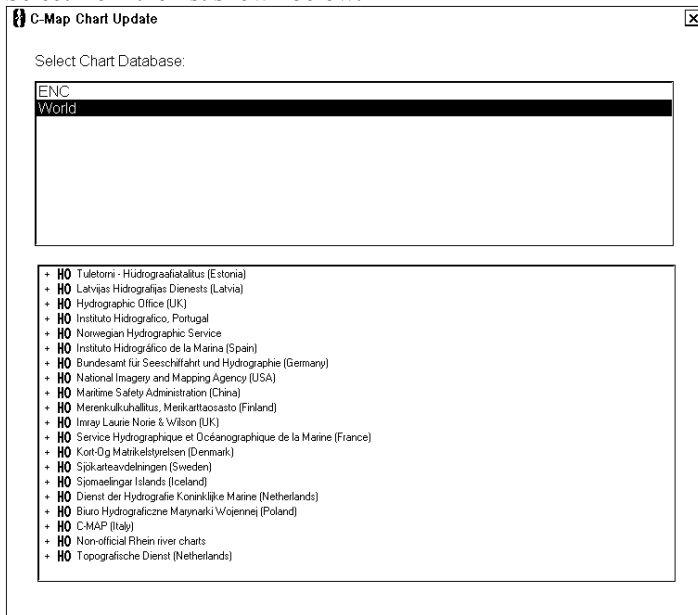 C-Map Chart Update
Select Chart Database:
ENC
World
+ HO Tuletorni - Hüdrograafiatalitus (Estonia)
+ HO Latvijas Hidrografijas Dienests (Latvia)
+ HO Hydrographic Office (UK)
+ HO Instituto Hidrografico, Portugal
+ HO Norwegian Hydrographic Service
+ HO Instituto Hidrográfico de la Marina (Spain)
+ HO Bundesamt für Seeschiffahrt und Hydrographie (Germany)
+ HO National Imagery and Mapping Agency (USA)
+ HO Maritime Safety Administration (China)
+ HO Merenkulkuhallitus, Merikarttaosasto (Finland)
+ HO Imray Laurie Norie & Wilson (UK)
+ HO Service Hydrographique et Océanographique de la Marine (France)
+ HO Kort-Og Matrikelstyrelsen (Denmark)
+ HO Sjökarteavdelningen (Sweden)
+ HO Sjomaelingar Islands (Iceland)
+ HO Dienst der Hydrografie Koninklijke Marine (Netherlands)
+ HO Biuro Hydrograficzne Marynarki Wojennej (Poland)
+ HO C-MAP (Italy)
+ HO Non-official Rhein river charts
+ HO Topografische Dienst (Netherlands)